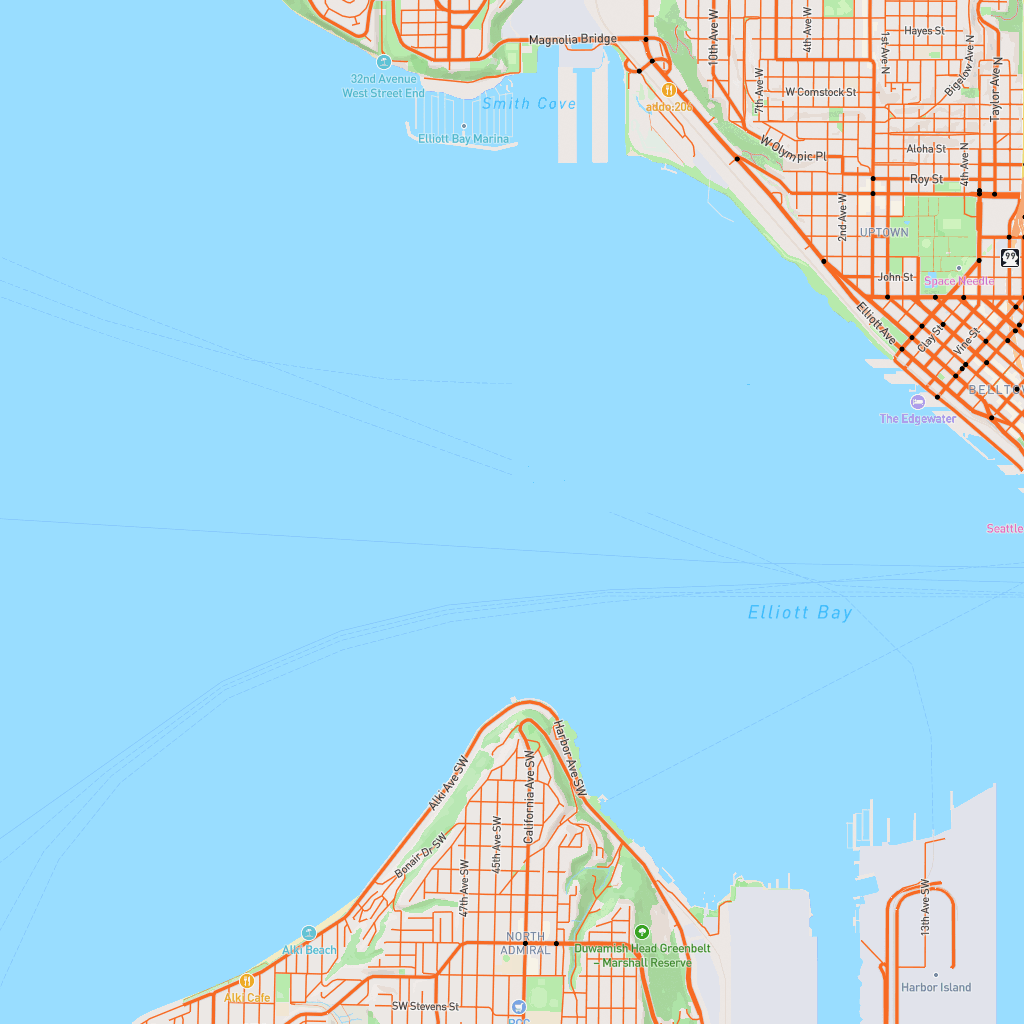 10th Ave W
4th Ave W
Hayes St
Magnolia Bridge
1st Ave N
Bigelow Ave N
32nd Avenue
West Street End
7th Ave W
W Comstock St
Taylor Ave N
Smith Cove
Elliott Bay Marina
W Olympic Pl
Aloha St
4th Ave N
Roy St
2nd Ave W
UPTOWN
99
John St
Space Needle
Elliott Ave
Clay St
Vine St
The Edgewater
Seattle
Elliott Bay
Harbor Ave SW
Alki Ave SW
California Ave SW
45th Ave SW
Bonair Dr SW
47th Ave SW
13th Ave SW
Alki Beach
NORTH
ADMIRAL
Duwamish Head Greenbelt
- Marshall Reserve
Alki Cafe
Harbor Island
SW Stevens St